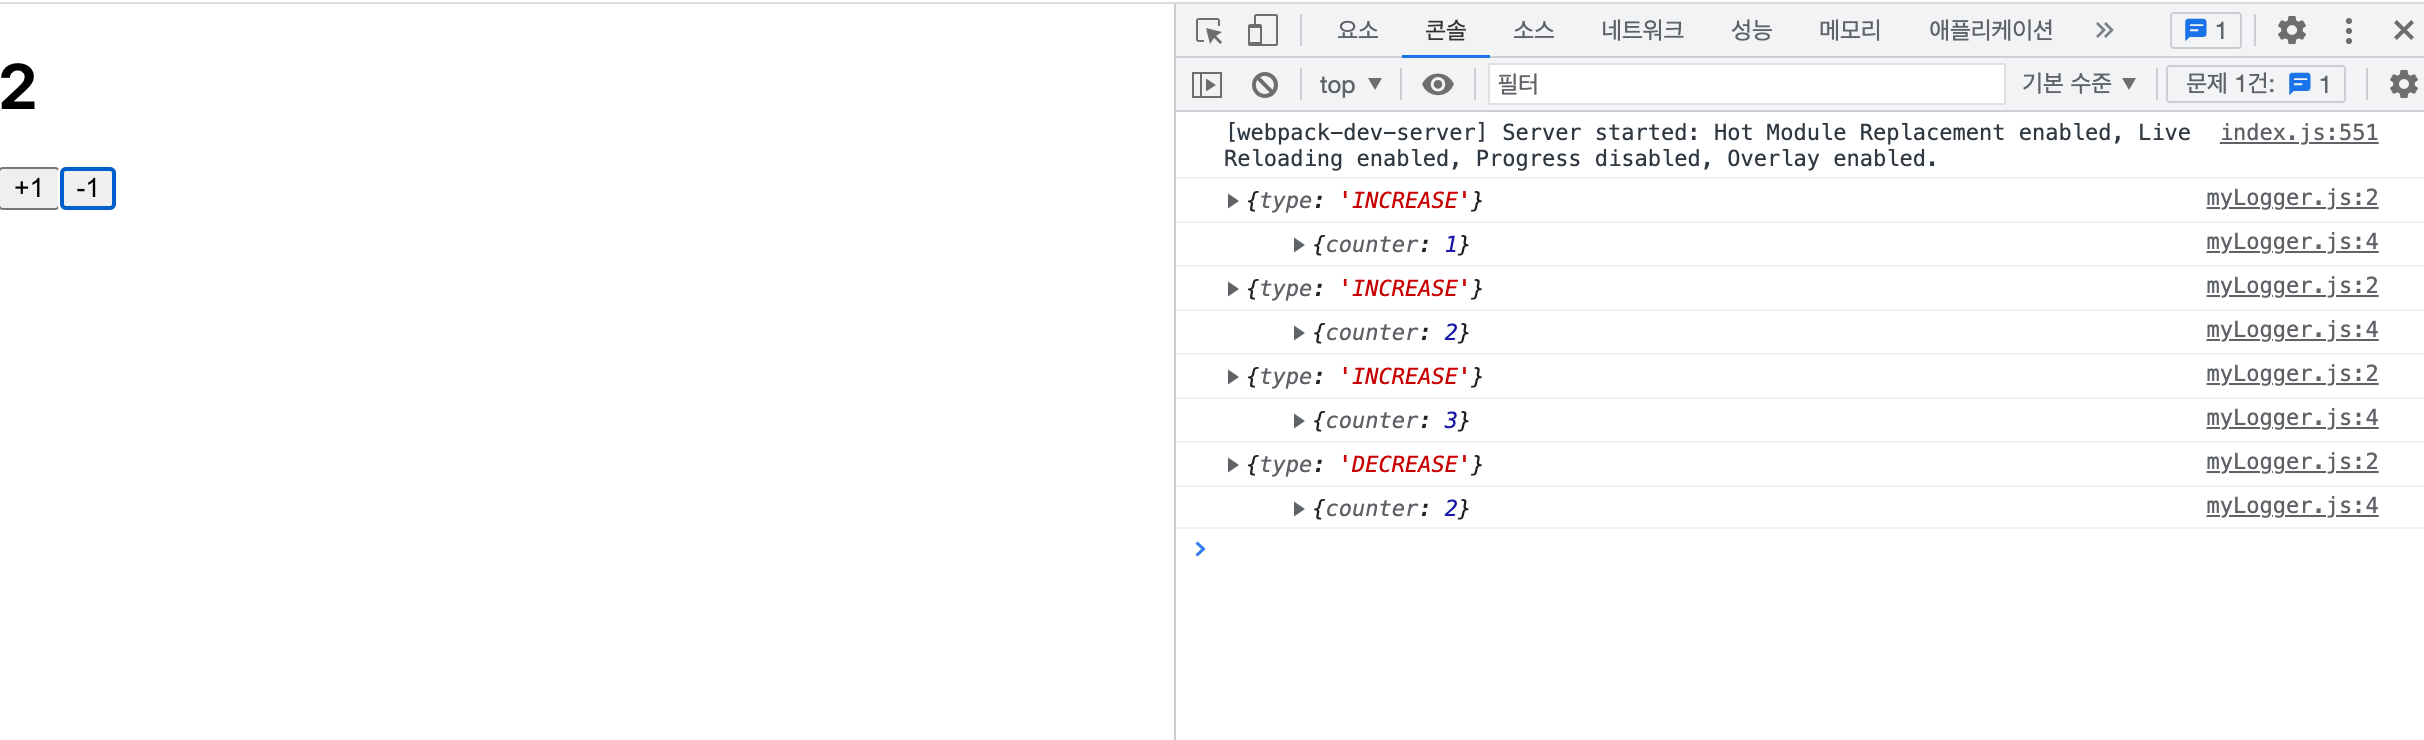 2
+1 -1
요소 콘솔 소스 네트워크 성능 메모리 애플리케이션 1
top 필터 기본 수준 문제 1건: 1
[webpack-dev-server] Server started: Hot Module Replacement enabled, Live index.js:551
Reloading enabled, Progress disabled, Overlay enabled.
{type: 'INCREASE'} myLogger.js:2
{counter: 1} myLogger.js:4
{type: 'INCREASE'} myLogger.js:2
{counter: 2} myLogger.js:4
{type: 'INCREASE'} myLogger.js:2
{counter: 3} myLogger.js:4
{type: 'DECREASE'} myLogger.js:2
{counter: 2} myLogger.js:4